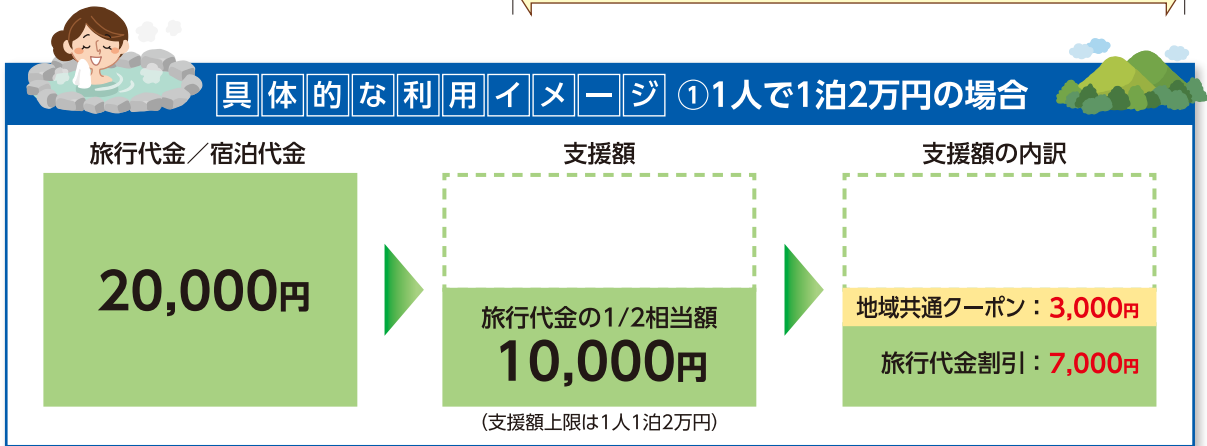 具体的な利用イメージ ①1人で1泊2万円の場合
旅行代金／宿泊代金
20,000円
支援額
旅行代金の1/2相当額
10,000円
（支援額上限は1人1泊2万円）
支援額の内訳
地域共通クーポン：3,000円
旅行代金割引：7,000円